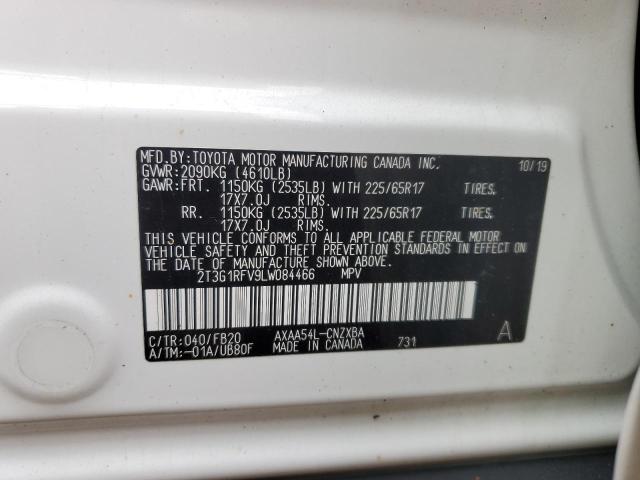 MFD.BY:TOYOTA MOTOR MANUFACTURING CANADA INC. 10/19
GVWR:2090KG (4610LB)
GAWR:FRT. 1150KG (2535LB) WITH 225/65R17 TIRES.
17X7.0J RIMS.
RR. 1150KG (2535LB) WITH 225/65R17 TIRES.
17X7.0J RIMS.
THIS VEHICLE CONFORMS TO ALL APPLICABLE FEDERAL MOTOR
VEHICLE SAFETY AND THEFT PREVENTION STANDARDS IN EFFECT
ON THE DATE OF MANUFACTURE SHOWN ABOVE.
2T3G1RFV9LW084466 MPV
C/TR:040/FB20 AXAA54L-CNZXBA A
A/TM:-01A/UB80F MADE IN CANADA 731